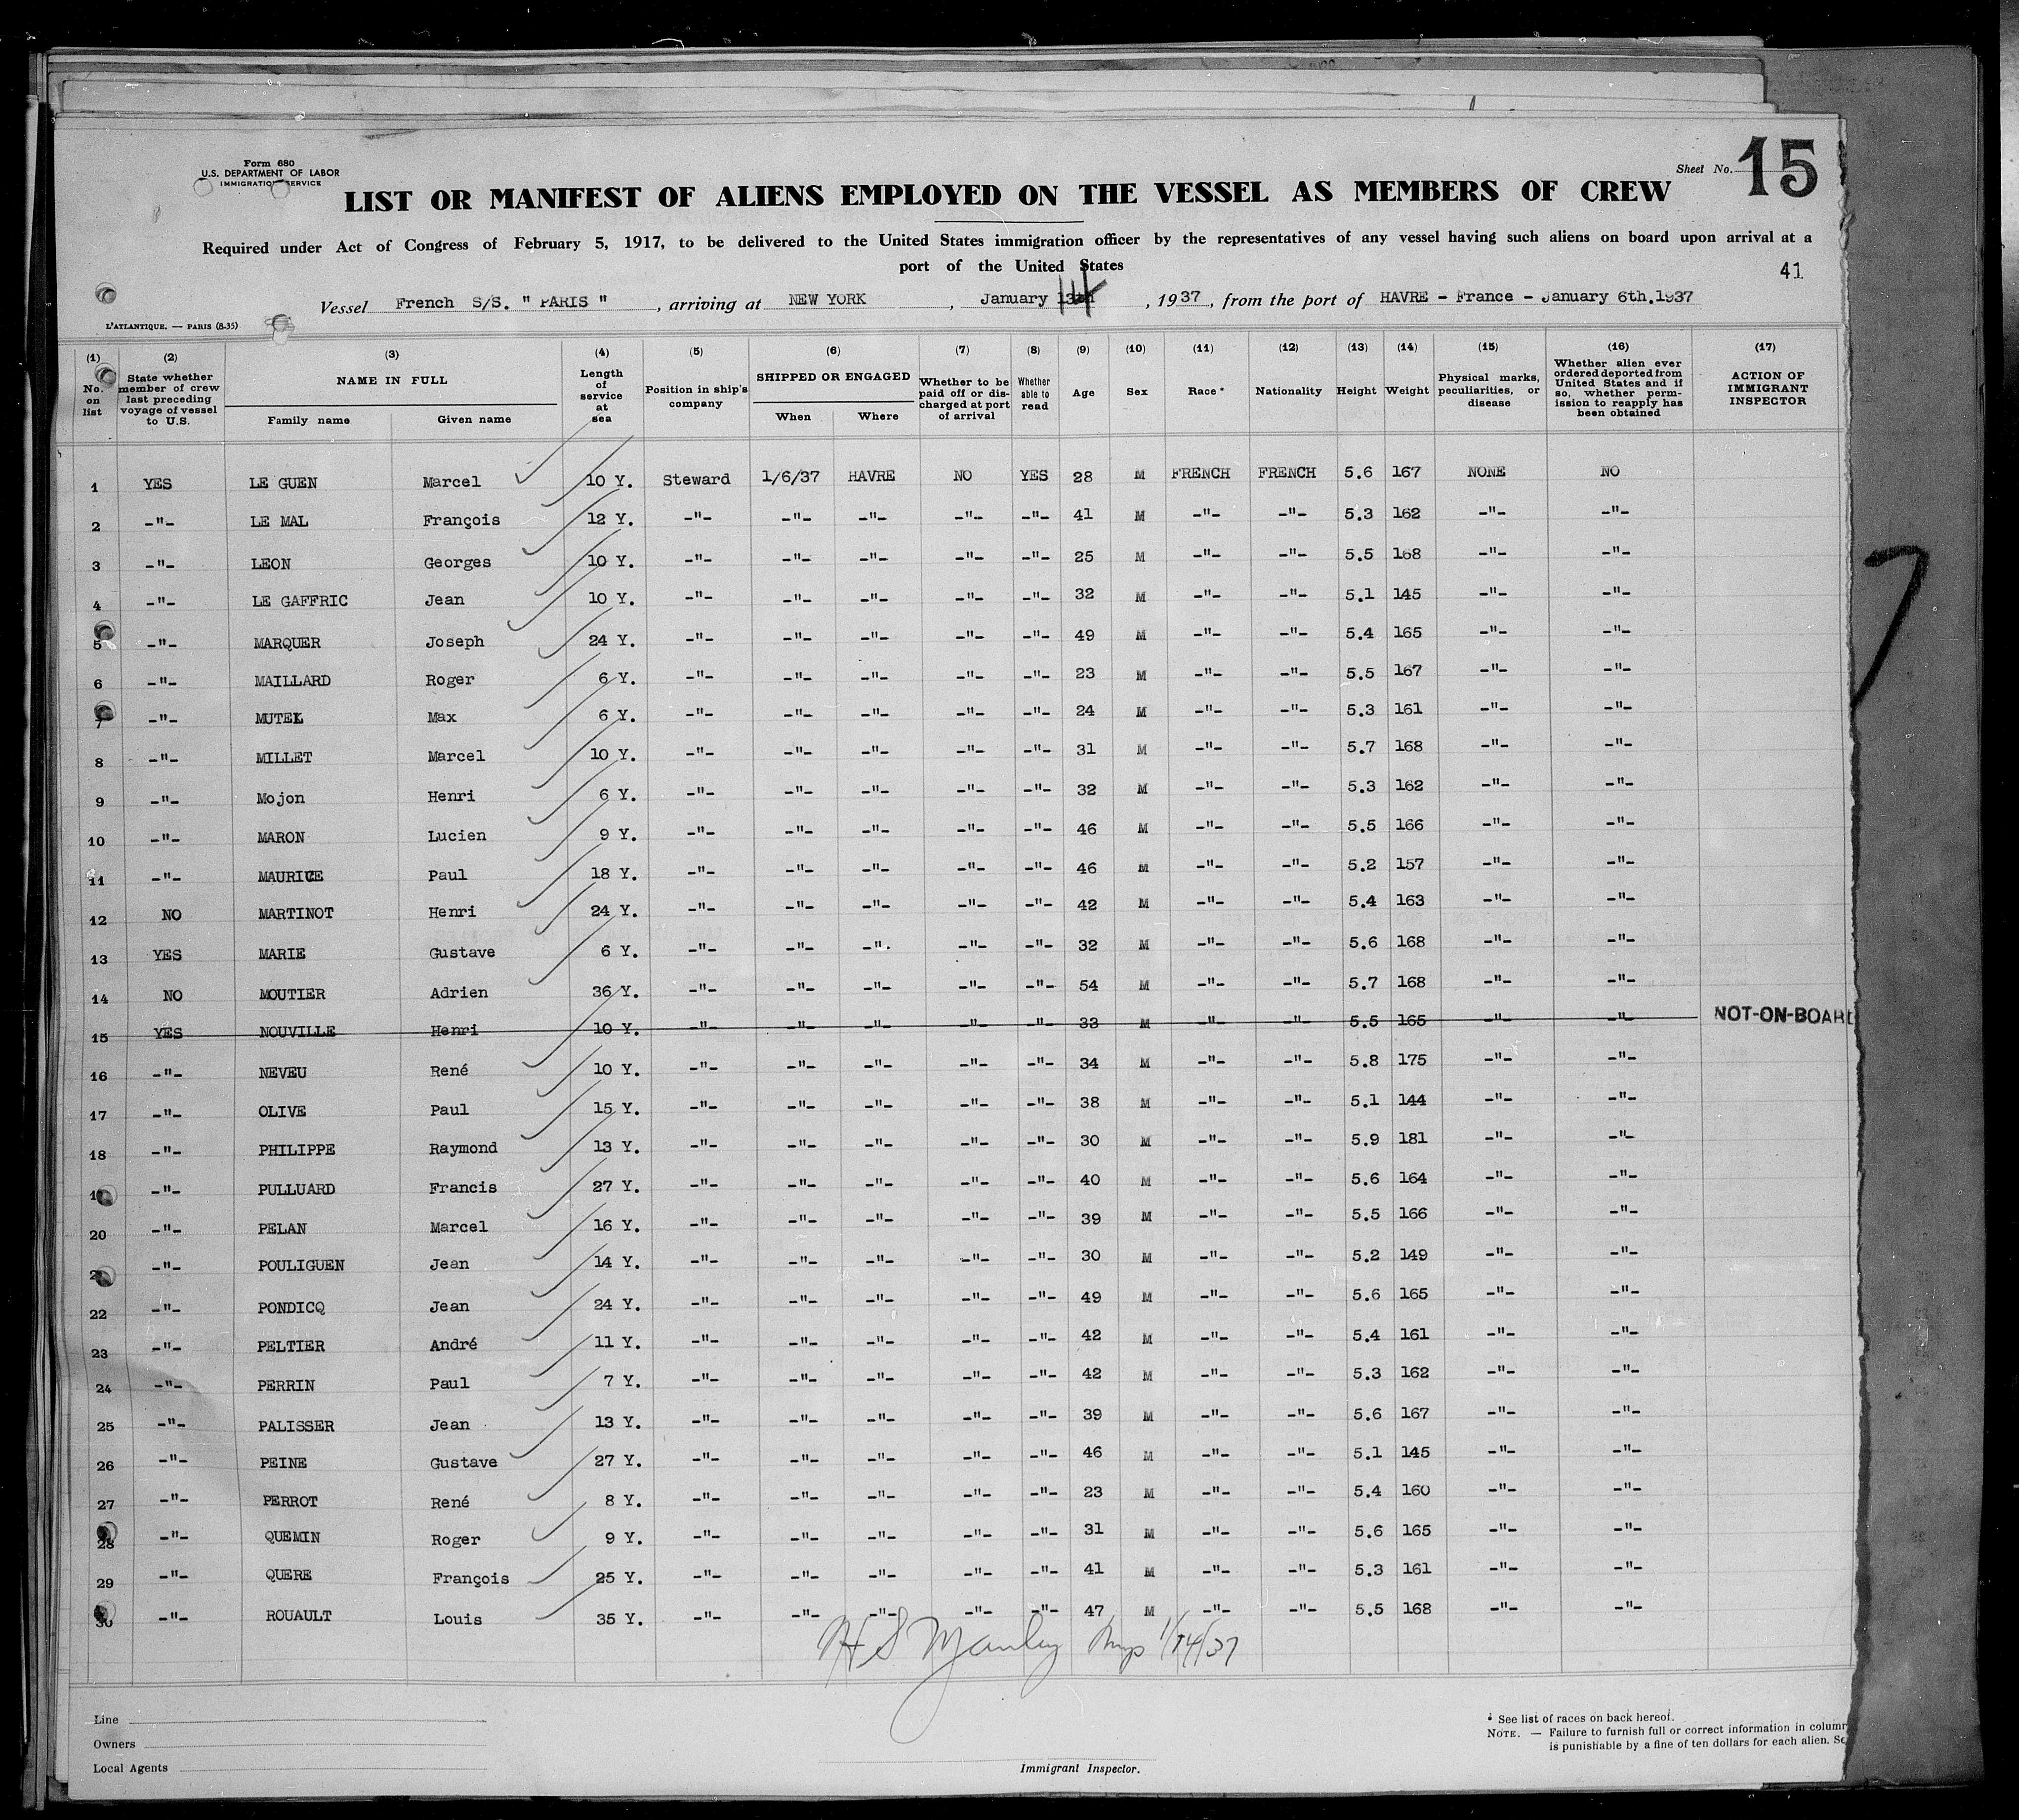 Form 680
U.S. DEPARTMENT OF LABOR
IMMIGRATION SERVICE
Sheet No. 15
LIST OR MANIFEST OF ALIENS EMPLOYED ON THE VESSEL AS MEMBERS OF CREW
Required under Act of Congress of February 5, 1917, to be delivered to the United States immigration officer by the representatives of any vessel having such aliens on board upon arrival at a
port of the United States
41
Vessel French S/S. " PARIS " , arriving at NEW YORK , January 14 , 1937, from the port of HAVRE - France - January 6th.1937
L'ATLANTIQUE. — PARIS (8-35)
(1) (2) (3) (4) (5) (6) (7) (8) (9) (10) (11) (12) (13) (14) (15) (16) (17)
No. on list
State whether member of crew last preceding voyage of vessel to U.S.
NAME IN FULL
Family name Given name
Length of service at sea
Position in ship's company
SHIPPED OR ENGAGED
When Where
Whether to be paid off or discharged at port of arrival
Whether able to read
Age
Sex
Race *
Nationality
Height
Weight
Physical marks, peculiarities, or disease
Whether alien ever ordered deported from United States and if so, whether permission to reapply has been obtained
ACTION OF IMMIGRANT INSPECTOR
1 YES LE GUEN Marcel 10 Y. Steward 1/6/37 HAVRE NO YES 28 M FRENCH FRENCH 5.6 167 NONE NO
2 -"- LE MAL François 12 Y. -"- -"- -"- -"- -"- 41 M -"- -"- 5.3 162 -"- -"-
3 -"- LEON Georges 10 Y. -"- -"- -"- -"- -"- 25 M -"- -"- 5.5 168 -"- -"-
4 -"- LE GAFFRIC Jean 10 Y. -"- -"- -"- -"- -"- 32 M -"- -"- 5.1 145 -"- -"-
5 -"- MARQUER Joseph 24 Y. -"- -"- -"- -"- -"- 49 M -"- -"- 5.4 165 -"- -"-
6 -"- MAILLARD Roger 6 Y. -"- -"- -"- -"- -"- 23 M -"- -"- 5.5 167 -"- -"-
7 -"- MUTEL Max 6 Y. -"- -"- -"- -"- -"- 24 M -"- -"- 5.3 161 -"- -"-
8 -"- MILLET Marcel 10 Y. -"- -"- -"- -"- -"- 31 M -"- -"- 5.7 168 -"- -"-
9 -"- Mojon Henri 6 Y. -"- -"- -"- -"- -"- 32 M -"- -"- 5.3 162 -"- -"-
10 -"- MARON Lucien 9 Y. -"- -"- -"- -"- -"- 46 M -"- -"- 5.5 166 -"- -"-
11 -"- MAURICE Paul 18 Y. -"- -"- -"- -"- -"- 46 M -"- -"- 5.2 157 -"- -"-
12 NO MARTINOT Henri 24 Y. -"- -"- -"- -"- -"- 42 M -"- -"- 5.4 163 -"- -"-
13 YES MARIE Gustave 6 Y. -"- -"- -". -"- -"- 32 M -"- -"- 5.6 168 -"- -"-
14 NO MOUTIER Adrien 36 Y. -"- -"- -"- -"- -"- 54 M -"- -"- 5.7 168 -"- -"-
15 YES NOUVILLE Henri 10 Y. -"- -"- -"- -"- -"- 33 M -"- -"- 5.5 165 -"- -"- NOT-ON-BOARD
16 -"- NEVEU René 10 Y. -"- -"- -"- -"- -"- 34 M -"- -"- 5.8 175 -"- -"-
17 -"- OLIVE Paul 15 Y. -"- -"- -"- -"- -"- 38 M -"- -"- 5.1 144 -"- -"-
18 -"- PHILIPPE Raymond 13 Y. -"- -"- -"- -"- -"- 30 M -"- -"- 5.9 181 -"- -"-
19 -"- PULLUARD Francis 27 Y. -"- -"- -"- -"- -"- 40 M -"- -"- 5.6 164 -"- -"-
20 -"- PELAN Marcel 16 Y. -"- -"- -"- -"- -"- 39 M -"- -"- 5.5 166 -"- -"-
21 -"- POULIGUEN Jean 14 Y. -"- -"- -"- -"- -"- 30 M -"- -"- 5.2 149 -"- -"-
22 -"- PONDICQ Jean 24 Y. -"- -"- -"- -"- -"- 49 M -"- -"- 5.6 165 -"- -"-
23 -"- PELTIER André 11 Y. -"- -"- -"- -"- -"- 42 M -"- -"- 5.4 161 -"- -"-
24 -"- PERRIN Paul 7 Y. -"- -"- -"- -"- -"- 42 M -"- -"- 5.3 162 -"- -"-
25 -"- PALISSER Jean 13 Y. -"- -"- -"- -"- -"- 39 M -"- -"- 5.6 167 -"- -"-
26 -"- PEINE Gustave 27 Y. -"- -"- -"- -"- -"- 46 M -"- -"- 5.1 145 -"- -"-
27 -"- PERROT René 8 Y. -"- -"- -"- -"- -"- 23 M -"- -"- 5.4 160 -"- -"-
28 -"- QUEMIN Roger 9 Y. -"- -"- -"- -"- -"- 31 M -"- -"- 5.6 165 -"- -"-
29 -"- QUERE François 25 Y. -"- -"- -"- -"- -"- 41 M -"- -"- 5.3 161 -"- -"-
30 -"- ROUAULT Louis 35 Y. -"- -"- -"- -"- -"- 47 M -"- -"- 5.5 168 -"- -"-
H S Manley Insp 1/14/37
Line
Owners
Local Agents
Immigrant Inspector.
* See list of races on back hereof.
NOTE. — Failure to furnish full or correct information in column
is punishable by a fine of ten dollars for each alien.